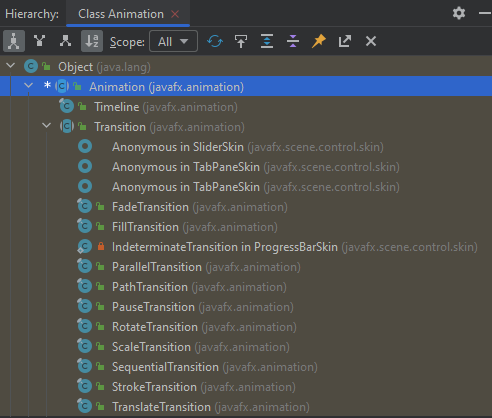 Hierarchy: Class Animation
Scope: All
Object (java.lang)
* Animation (javafx.animation)
Timeline (javafx.animation)
Transition (javafx.animation)
Anonymous in SliderSkin (javafx.scene.control.skin)
Anonymous in TabPaneSkin (javafx.scene.control.skin)
Anonymous in TabPaneSkin (javafx.scene.control.skin)
FadeTransition (javafx.animation)
FillTransition (javafx.animation)
IndeterminateTransition in ProgressBarSkin (javafx.scene.control.skin)
ParallelTransition (javafx.animation)
PathTransition (javafx.animation)
PauseTransition (javafx.animation)
RotateTransition (javafx.animation)
ScaleTransition (javafx.animation)
SequentialTransition (javafx.animation)
StrokeTransition (javafx.animation)
TranslateTransition (javafx.animation)